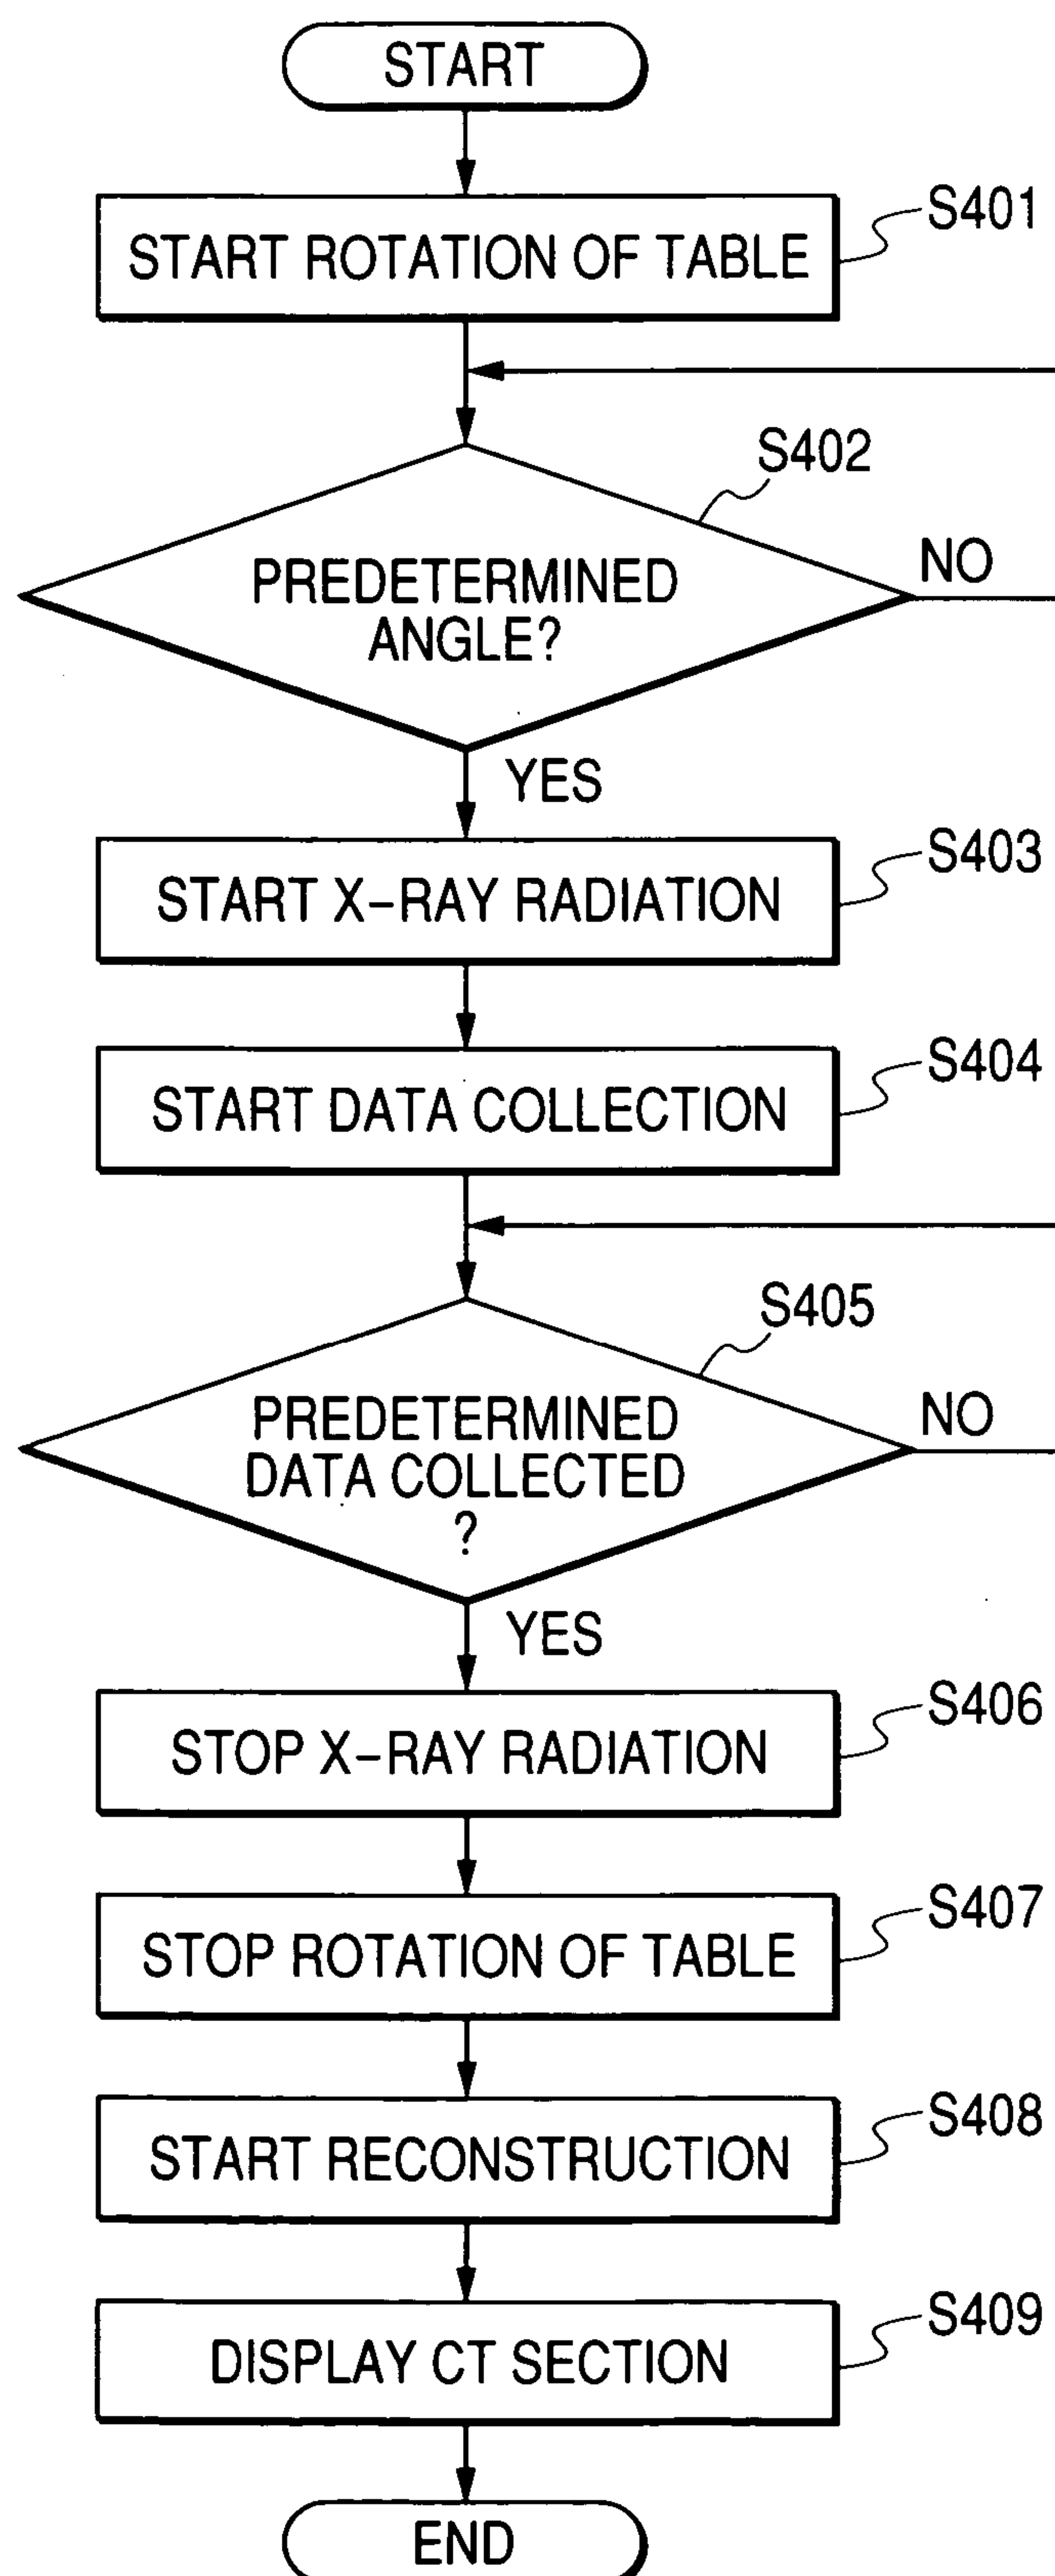 START
S401
START ROTATION OF TABLE
S402
NO
PREDETERMINED
ANGLE?
YES
S403
START X-RAY RADIATION
S404
START DATA COLLECTION
S405
NO
PREDETERMINED
DATA COLLECTED
?
YES
S406
STOP X-RAY RADIATION
S407
STOP ROTATION OF TABLE
S408
START RECONSTRUCTION
S409
DISPLAY CT SECTION
END